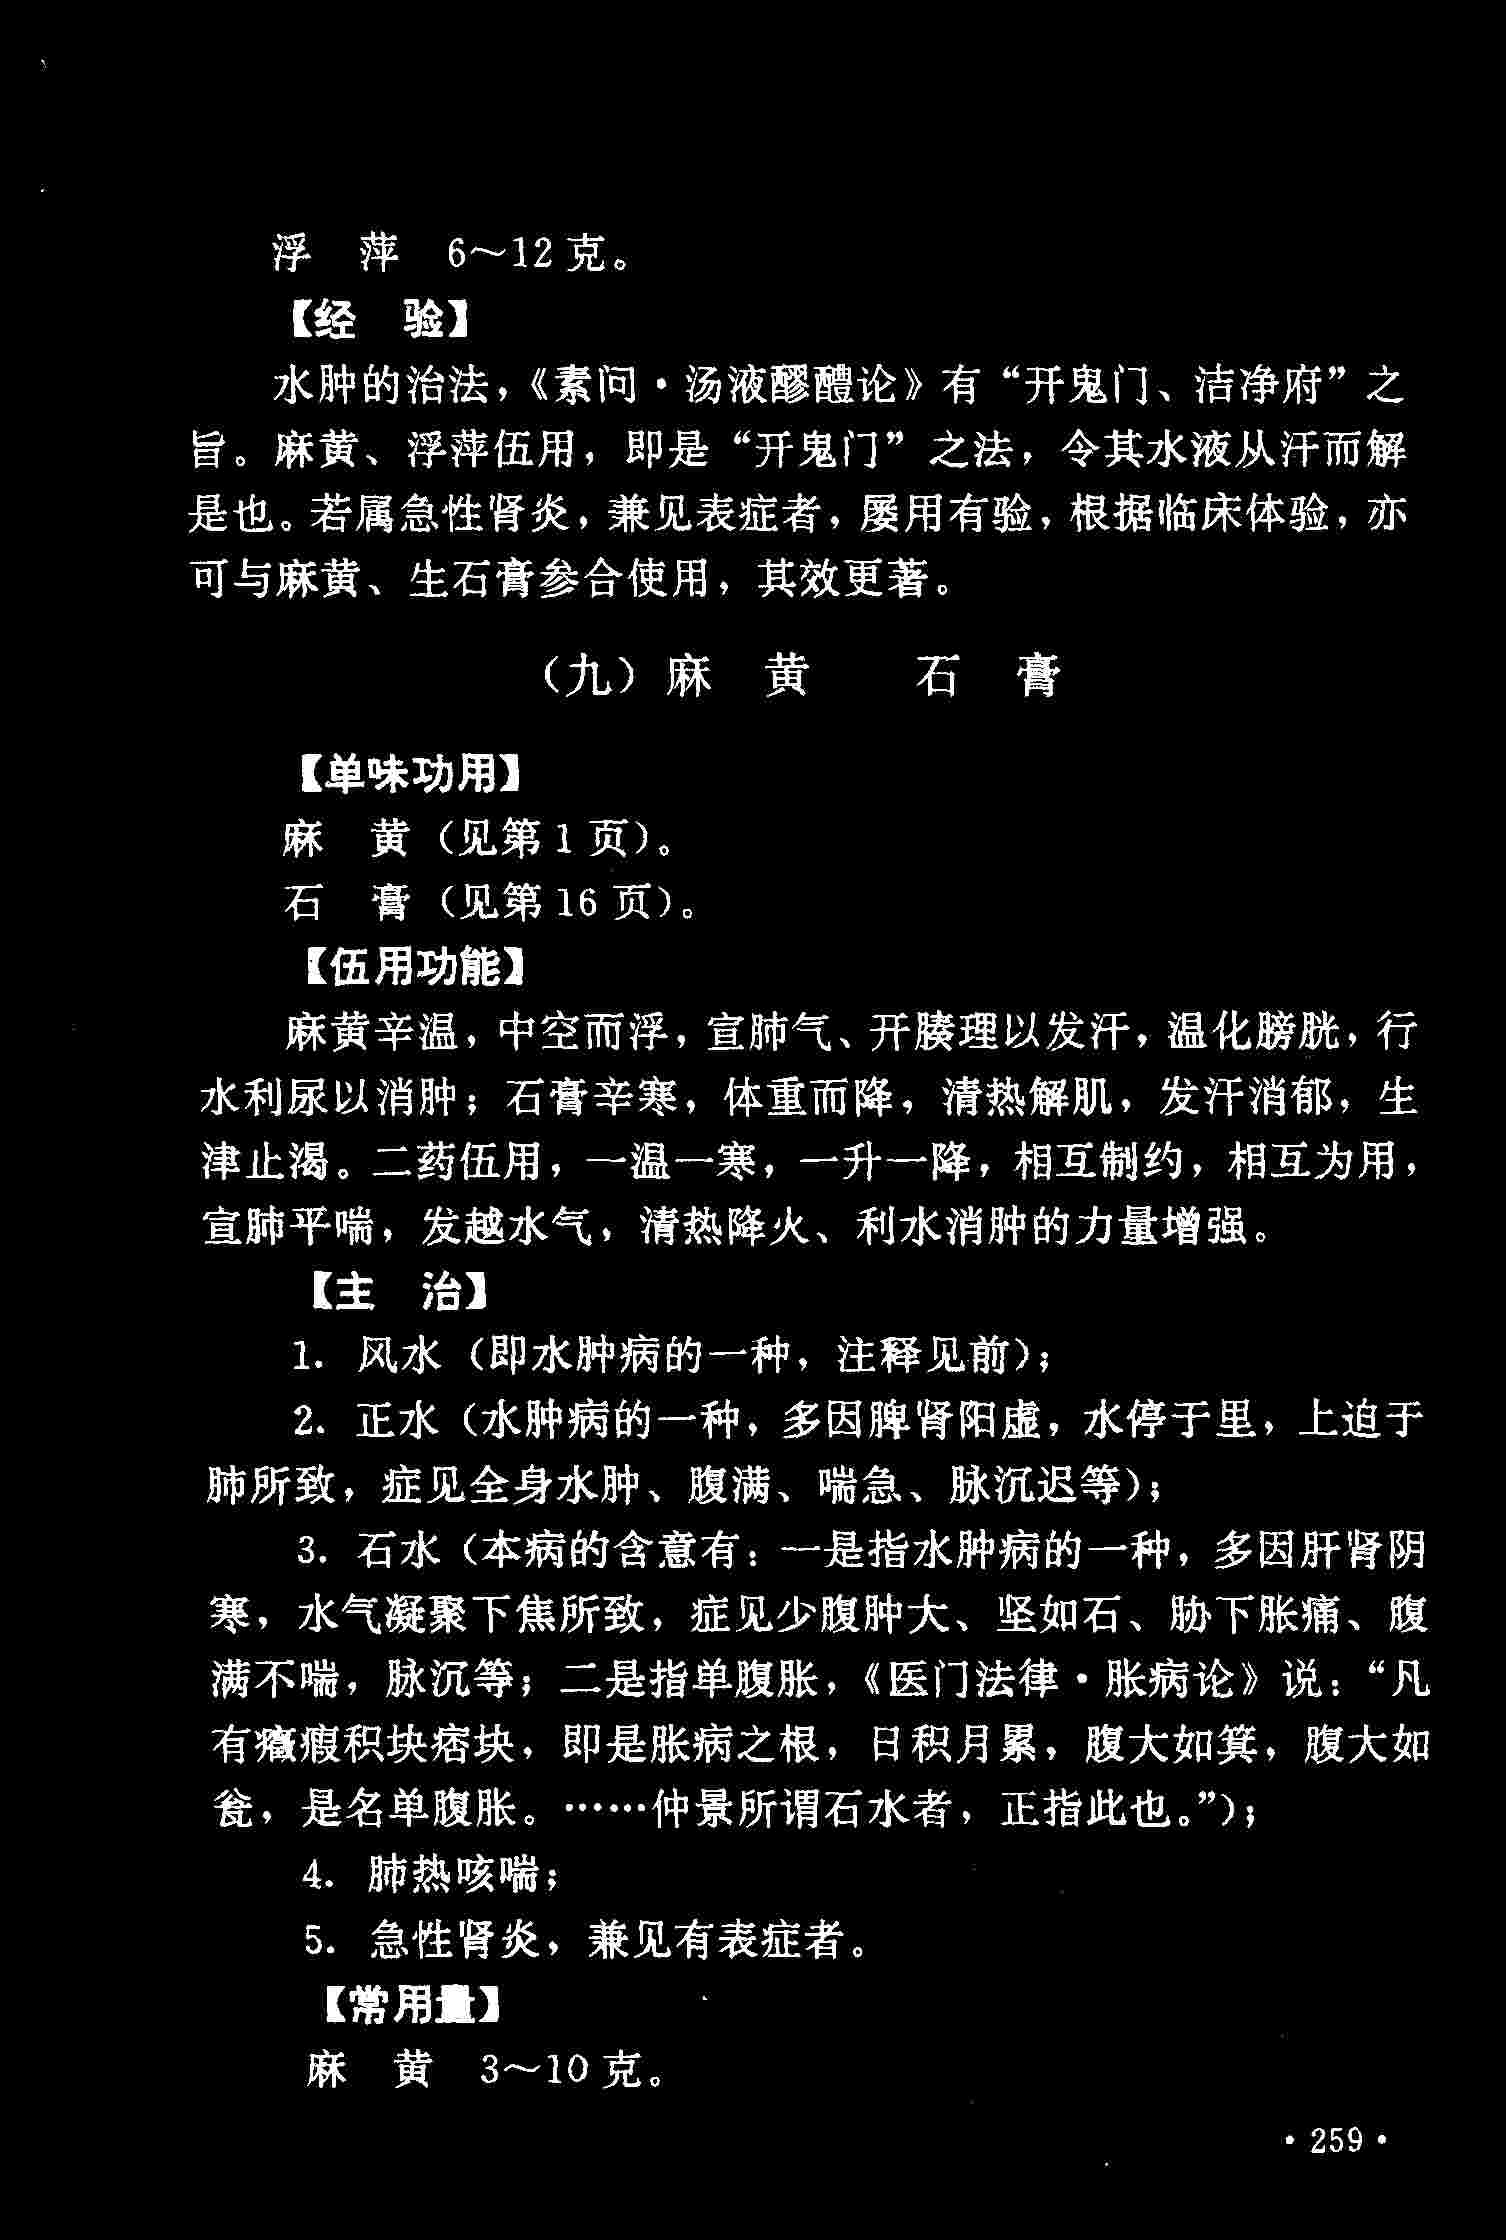 浮　萍　6～12克。
【经　验】
水肿的治法，《素问·汤液醪醴论》有“开鬼门、洁净府”之
旨。麻黄、浮萍伍用，即是“开鬼门”之法，令其水液从汗而解
是也。若属急性肾炎，兼见表症者，屡用有验，根据临床体验，亦
可与麻黄、生石膏参合使用，其效更著。
（九）麻　黄　　石　膏
【单味功用】
麻　黄（见第1页）。
石　膏（见第16页）。
【伍用功能】
麻黄辛温，中空而浮，宣肺气、开腠理以发汗，温化膀胱，行
水利尿以消肿；石膏辛寒，体重而降，清热解肌，发汗消郁，生
津止渴。二药伍用，一温一寒，一升一降，相互制约，相互为用，
宣肺平喘，发越水气，清热降火、利水消肿的力量增强。
【主　治】
1. 风水（即水肿病的一种，注释见前）；
2. 正水（水肿病的一种，多因脾肾阳虚，水停于里，上迫于
肺所致，症见全身水肿、腹满、喘急、脉沉迟等）；
3. 石水（本病的含意有：一是指水肿病的一种，多因肝肾阴
寒，水气凝聚下焦所致，症见少腹肿大、坚如石、胁下胀痛、腹
满不喘，脉沉等；二是指单腹胀，《医门法律·胀病论》说：“凡
有癥瘕积块痞块，即是胀病之根，日积月累，腹大如箕，腹大如
瓮，是名单腹胀。……仲景所谓石水者，正指此也。”）；
4. 肺热咳喘；
5. 急性肾炎，兼见有表症者。
【常用量】
麻　黄　3～10克。
·259·